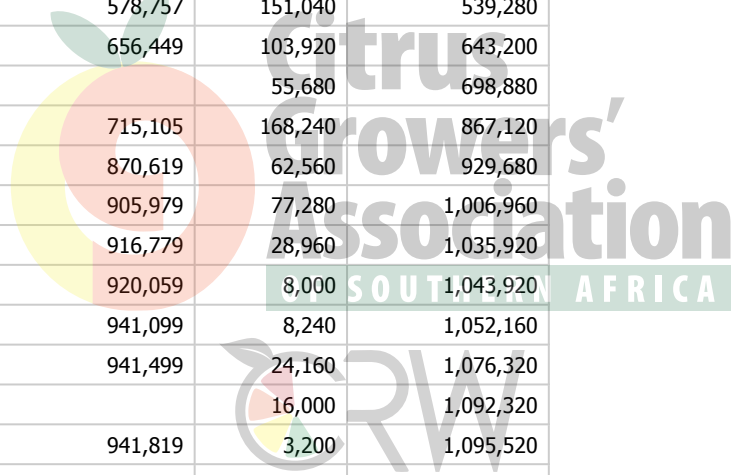 578,757 151,040 539,280
656,449 103,920 643,200
55,680 698,880
715,105 168,240 867,120
870,619 62,560 929,680
905,979 77,280 1,006,960
916,779 28,960 1,035,920
920,059 8,000 1,043,920
941,099 8,240 1,052,160
941,499 24,160 1,076,320
16,000 1,092,320
941,819 3,200 1,095,520
Citrus
Growers’
Association
OF SOUTHERN AFRICA
CRW